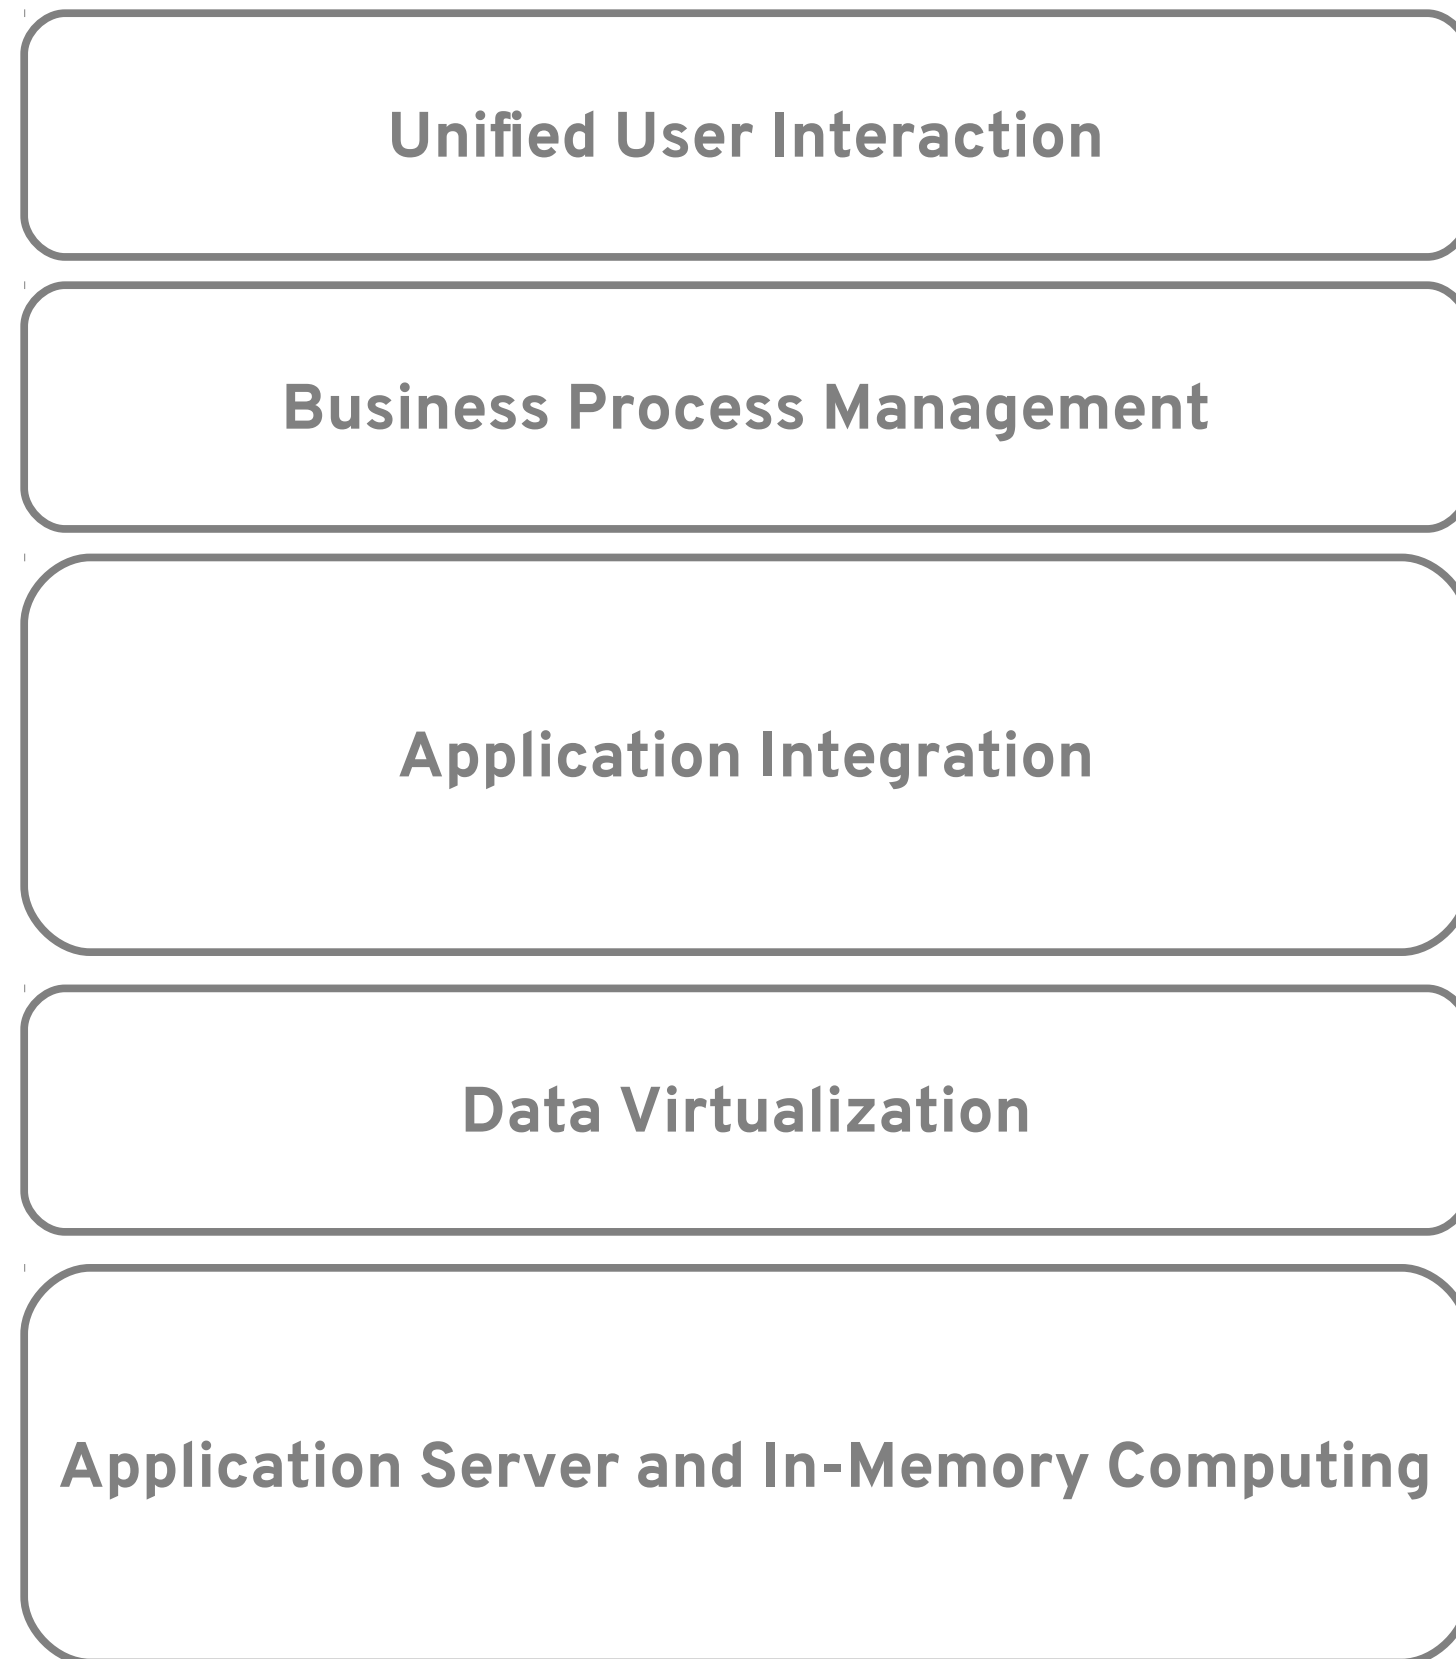 Unified User Interaction
Business Process Management
Application Integration
Data Virtualization
Application Server and In-Memory Computing